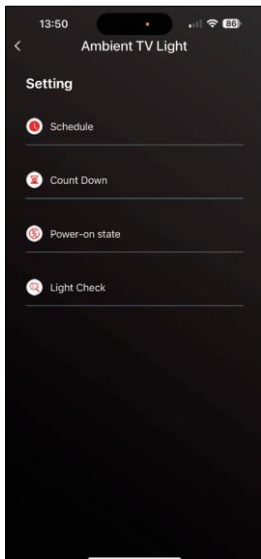 13:50
86
Ambient TV Light
Setting
Schedule
Count Down
Power-on state
Light Check